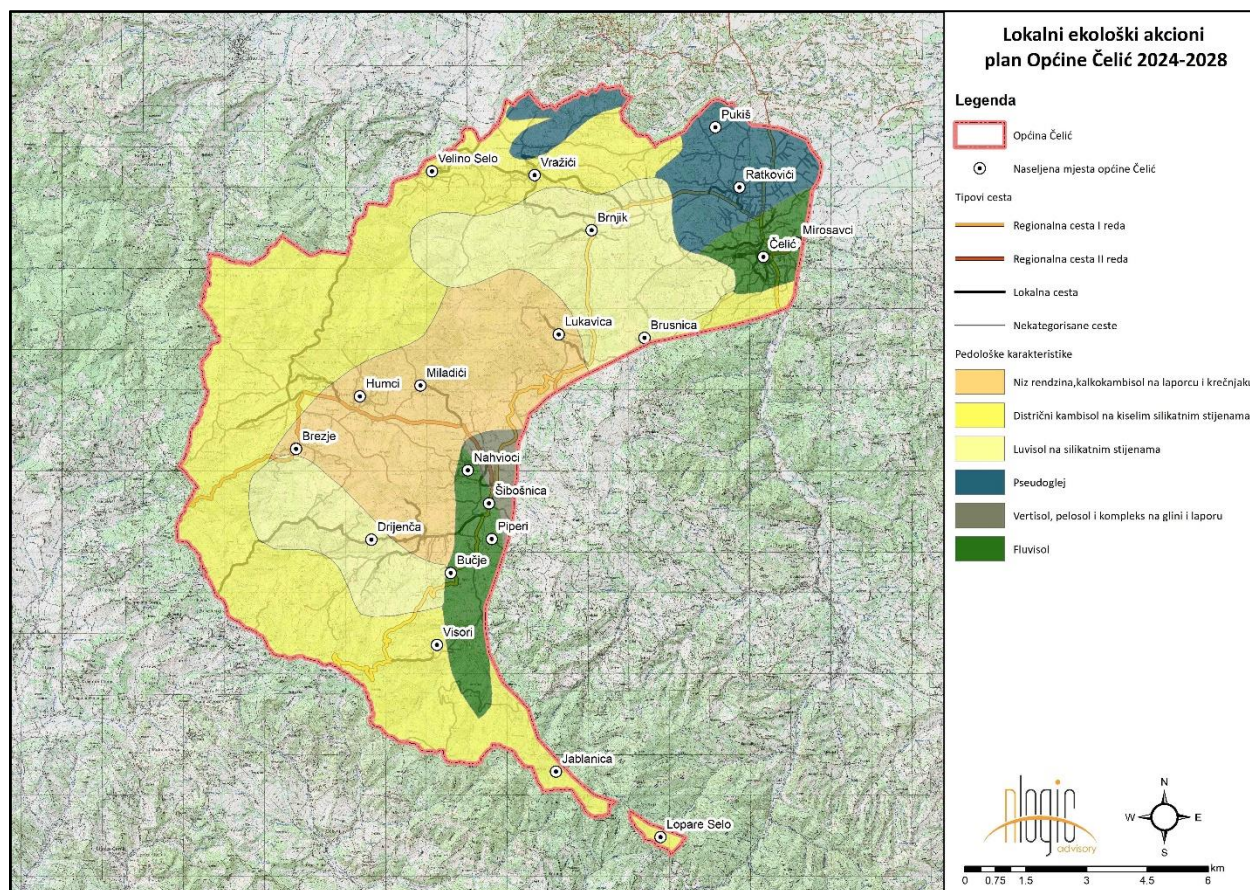 Lokalni ekološki akcioni
plan Općine Čelić 2024-2028
Legenda
Općina Čelić
Naseljena mjesta općine Čelić
Tipovi cesta
Regionalna cesta I reda
Regionalna cesta II reda
Lokalna cesta
Nekategorisane ceste
Pedološke karakteristike
Niz rendzina,kalkokambisol na laporcu i krečnjaku
Distrični kambisol na kiselim silikatnim stijenama
Luvisol na silikatnim stijenama
Pseudoglej
Vertisol, pelosol i kompleks na glini i laporu
Fluvisol
Pukiš
Velino Selo
Vražići
Ratkovići
Brnjik
Mirosavci
Čelić
Lukavica
Brusnica
Miladići
Humci
Brezje
Nahvioci
Šibošnica
Drijenča
Piperi
Bučje
Visori
Jablanica
Lopare Selo
nlogic
advisory
N
W E
S
0 0.75 1.5 3 4.5 6
km